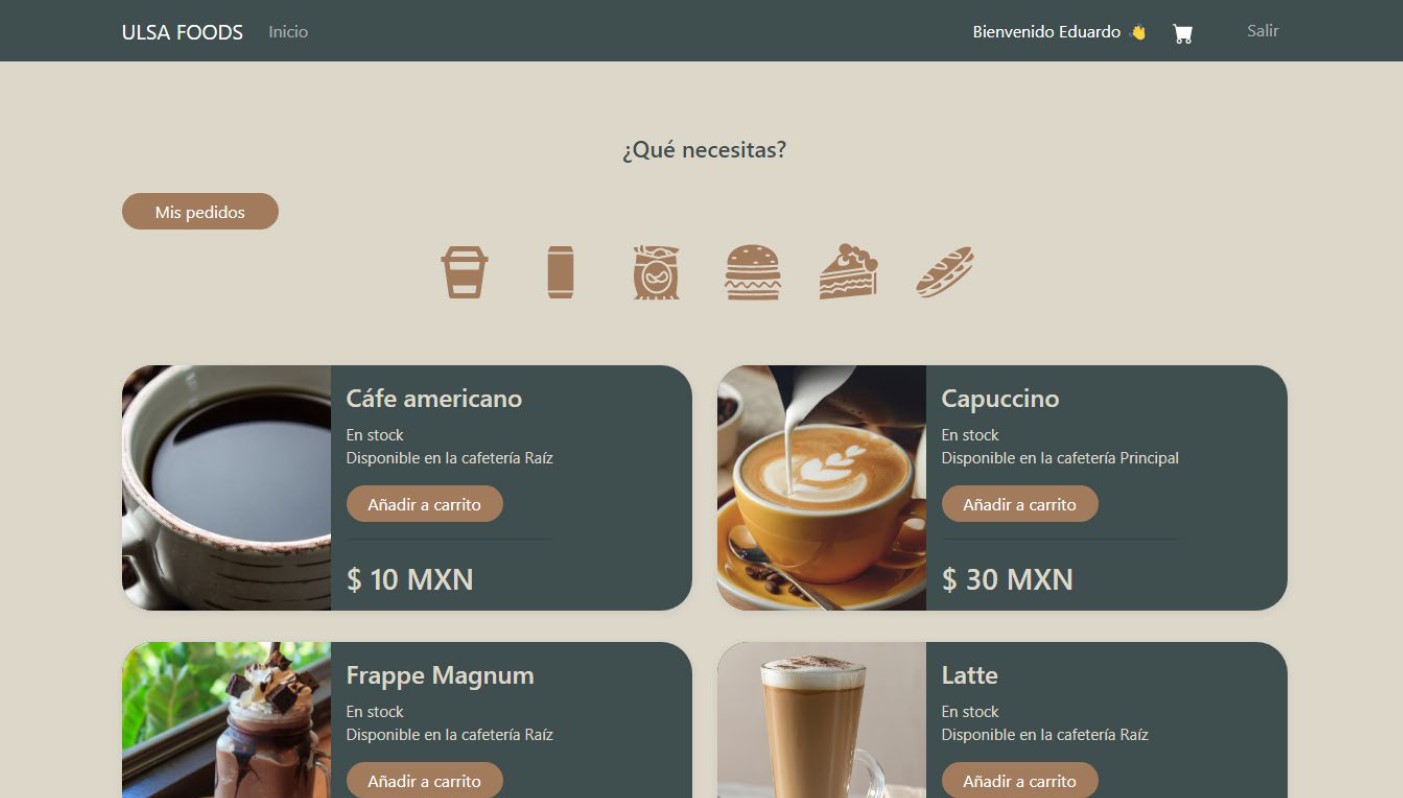 ULSA FOODS Inicio Bienvenido Eduardo 👋 Salir
¿Qué necesitas?
Mis pedidos
Cáfe americano
En stock
Disponible en la cafetería Raíz
Añadir a carrito
$ 10 MXN
Capuccino
En stock
Disponible en la cafetería Principal
Añadir a carrito
$ 30 MXN
Frappe Magnum
En stock
Disponible en la cafetería Raíz
Añadir a carrito
Latte
En stock
Disponible en la cafetería Raíz
Añadir a carrito